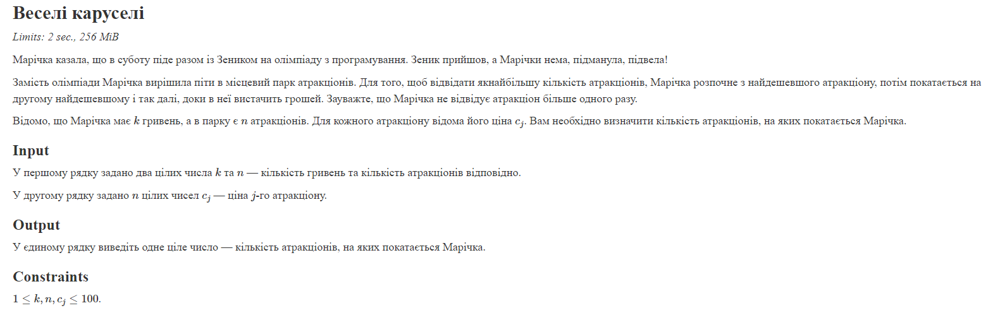 Веселі каруселі
Limits: 2 sec., 256 MiB
Марічка казала, що в суботу піде разом із Зеником на олімпіаду з програмування. Зеник прийшов, а Марічки нема, підманула, підвела!
Замість олімпіади Марічка вирішила піти в місцевий парк атракціонів. Для того, щоб відвідати якнайбільшу кількість атракціонів, Марічка розпочне з найдешевшого атракціону, потім покатається на
другому найдешевшому і так далі, доки в неї вистачить грошей. Зауважте, що Марічка не відвідує атракціон більше одного разу.
Відомо, що Марічка має k гривень, а в парку є n атракціонів. Для кожного атракціону відома його ціна c_j. Вам необхідно визначити кількість атракціонів, на яких покатається Марічка.
Input
У першому рядку задано два цілих числа k та n — кількість гривень та кількість атракціонів відповідно.
У другому рядку задано n цілих чисел c_j — ціна j-го атракціону.
Output
У єдиному рядку виведіть одне ціле число — кількість атракціонів, на яких покатається Марічка.
Constraints
1 ≤ k, n, c_j ≤ 100.